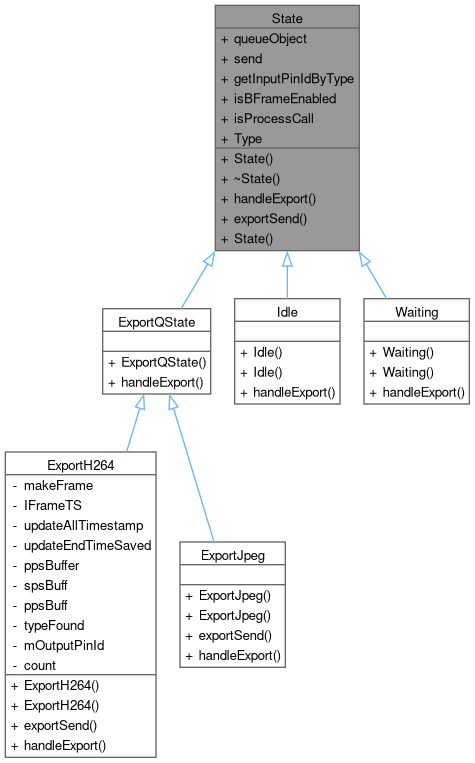 State
+ queueObject
+ send
+ getInputPinIdByType
+ isBFrameEnabled
+ isProcessCall
+ Type
+ State()
+ ~State()
+ handleExport()
+ exportSend()
+ State()
ExportQState
+ ExportQState()
+ handleExport()
Idle
+ Idle()
+ Idle()
+ handleExport()
Waiting
+ Waiting()
+ Waiting()
+ handleExport()
ExportH264
- makeFrame
- IFrameTS
- updateAllTimestamp
- updateEndTimeSaved
- ppsBuffer
- spsBuff
- ppsBuff
- typeFound
- mOutputPinId
- count
+ ExportH264()
+ ExportH264()
+ exportSend()
+ handleExport()
ExportJpeg
+ ExportJpeg()
+ ExportJpeg()
+ exportSend()
+ handleExport()